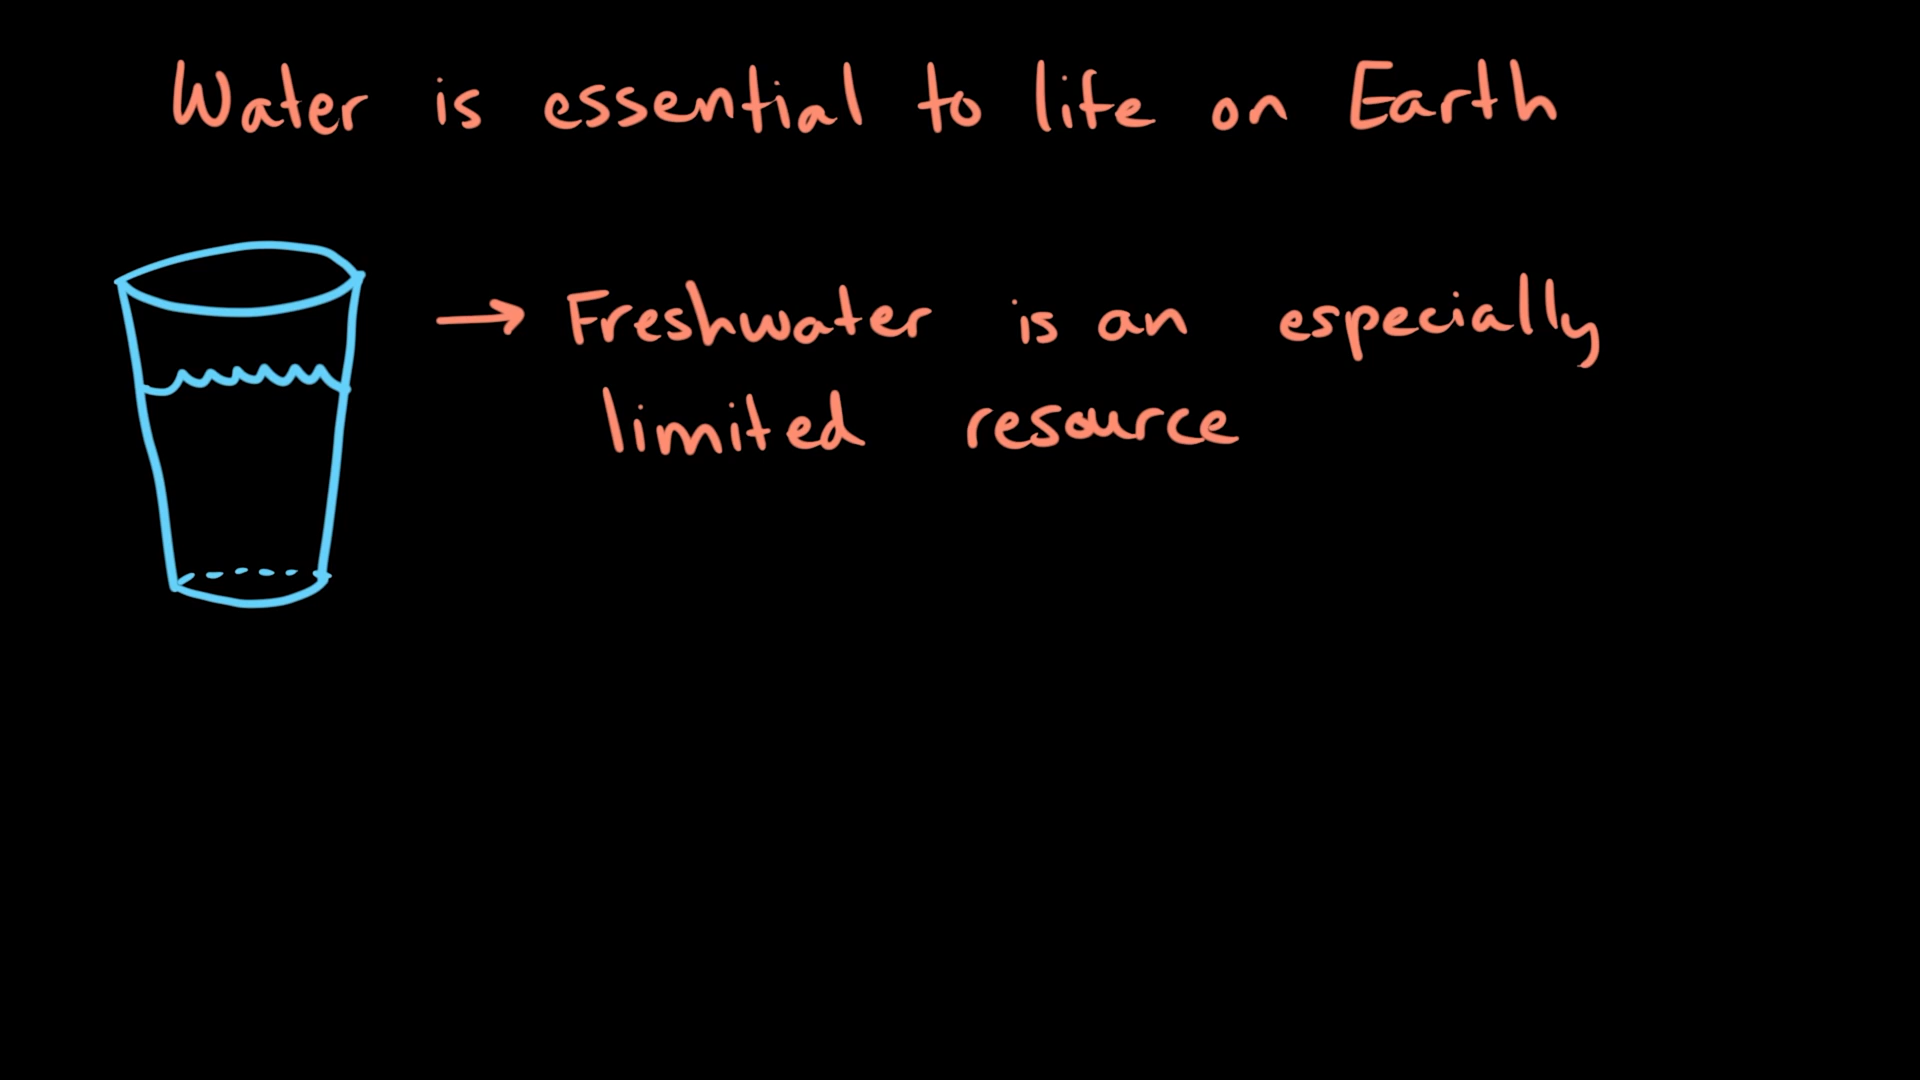 Water is essential to life on Earth
→ Freshwater is an especially
limited resource